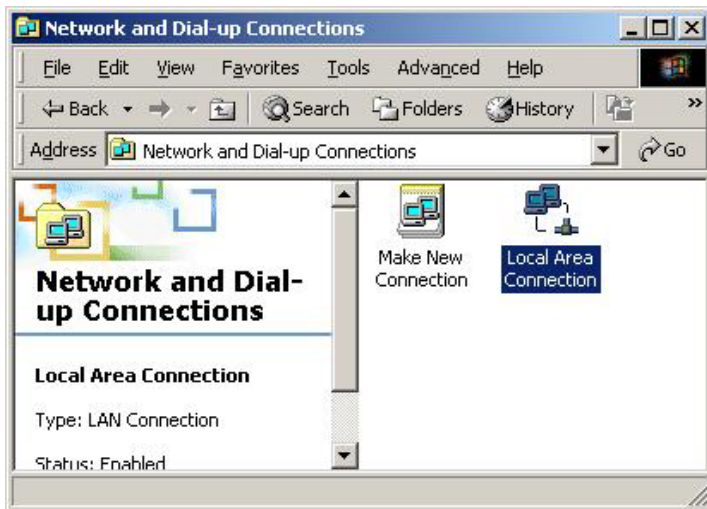 Network and Dial-up Connections
File Edit View Favorites Tools Advanced Help
Back Search Folders History »
Address Network and Dial-up Connections Go
Make New Connection
Local Area Connection
Network and Dial-
up Connections
Local Area Connection
Type: LAN Connection
Status: Enabled